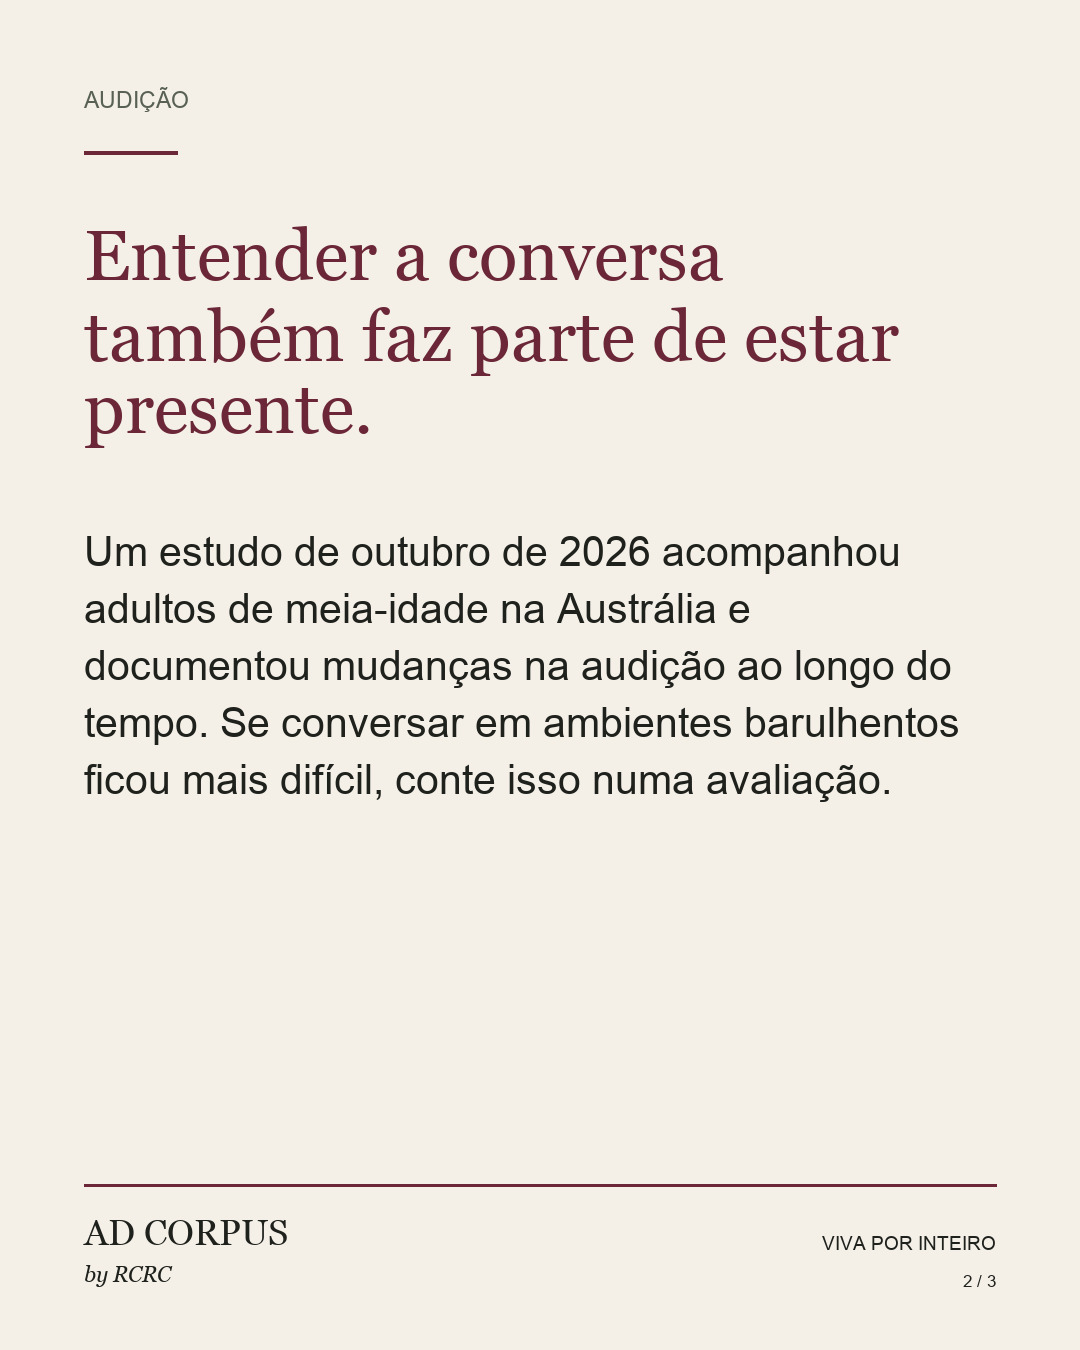 AUDIÇÃO
Entender a conversa
também faz parte de estar
presente.
Um estudo de outubro de 2026 acompanhou
adultos de meia-idade na Austrália e
documentou mudanças na audição ao longo do
tempo. Se conversar em ambientes barulhentos
ficou mais difícil, conte isso numa avaliação.
AD CORPUS
by RCRC
VIVA POR INTEIRO
2 / 3